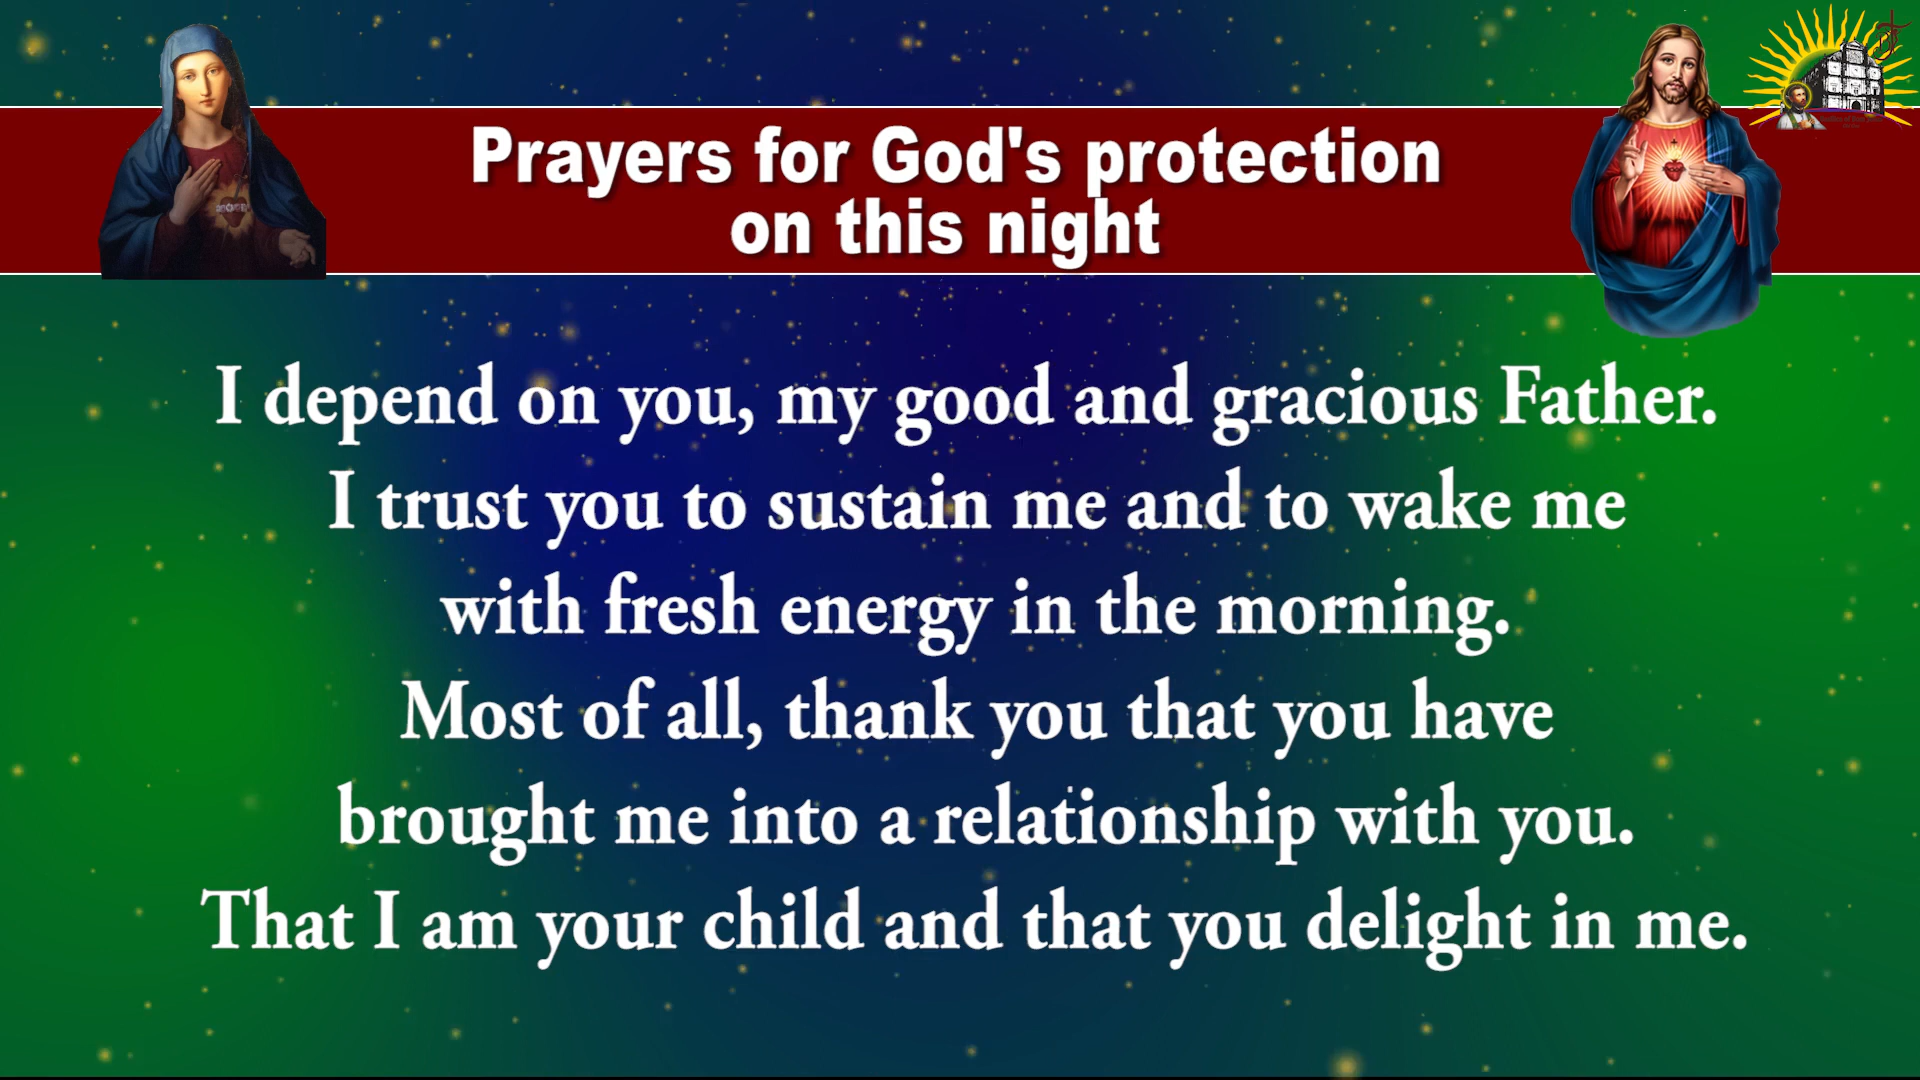 Prayers for God's protection
on this night
I depend on you, my good and gracious Father.
I trust you to sustain me and to wake me
with fresh energy in the morning.
Most of all, thank you that you have
brought me into a relationship with you.
That I am your child and that you delight in me.